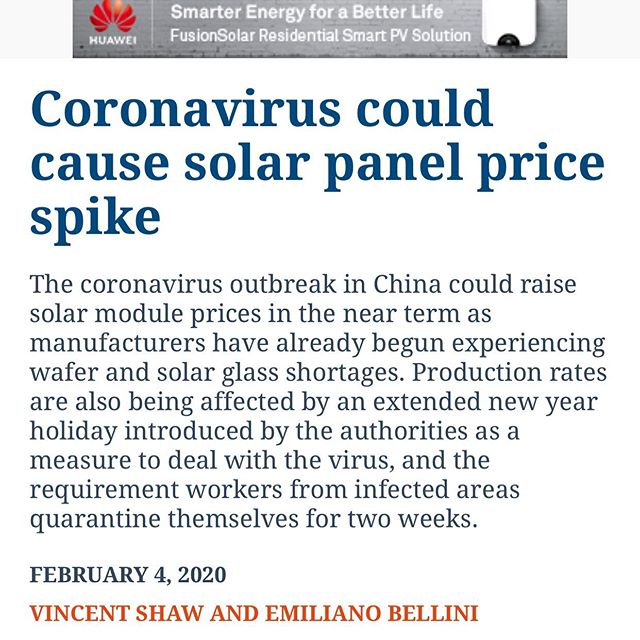 Smarter Energy for a Better Life
HUAWEI
FusionSolar Residential Smart PV Solution
Coronavirus could
cause solar panel price
spike
The coronavirus outbreak in China could raise
solar module prices in the near term as
manufacturers have already begun experiencing
wafer and solar glass shortages. Production rates
are also being affected by an extended new year
holiday introduced by the authorities as a
measure to deal with the virus, and the
requirement workers from infected areas
quarantine themselves for two weeks.
FEBRUARY 4, 2020
VINCENT SHAW AND EMILIANO BELLINI